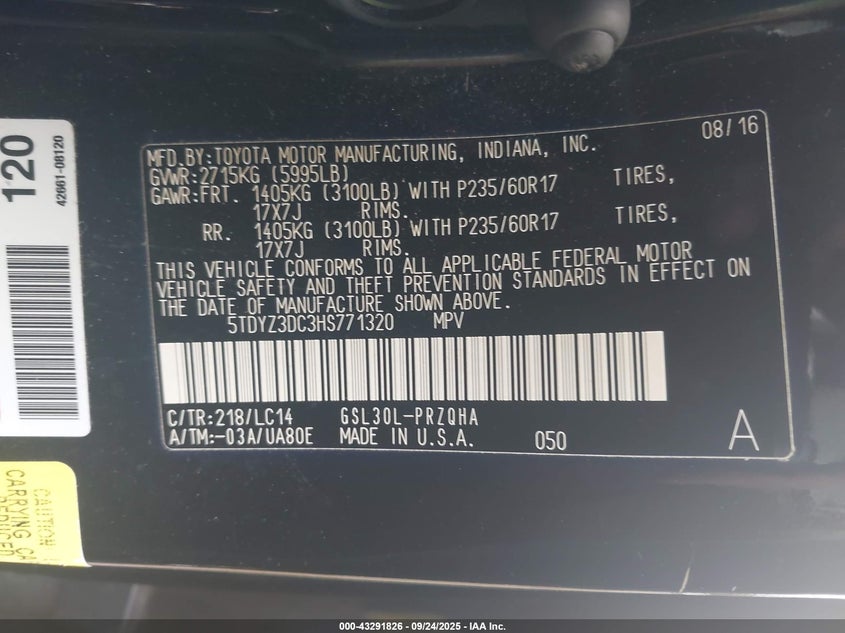 120
42661-08120
08/16
MFD.BY:TOYOTA MOTOR MANUFACTURING, INDIANA, INC.
GVWR:2715KG (5995LB)
GAWR:FRT. 1405KG (3100LB) WITH P235/60R17 TIRES,
17X7J RIMS.
RR. 1405KG (3100LB) WITH P235/60R17 TIRES,
17X7J RIMS.
THIS VEHICLE CONFORMS TO ALL APPLICABLE FEDERAL MOTOR
VEHICLE SAFETY AND THEFT PREVENTION STANDARDS IN EFFECT ON
THE DATE OF MANUFACTURE SHOWN ABOVE.
5TDYZ3DC3HS771320 MPV
C/TR:218/LC14 GSL30L-PRZQHA
A/TM:-03A/UA80E MADE IN U.S.A. 050 A
CAUTION
CARRYING CA
REDUCED
000-43291826 - 09/24/2025 - IAA Inc.